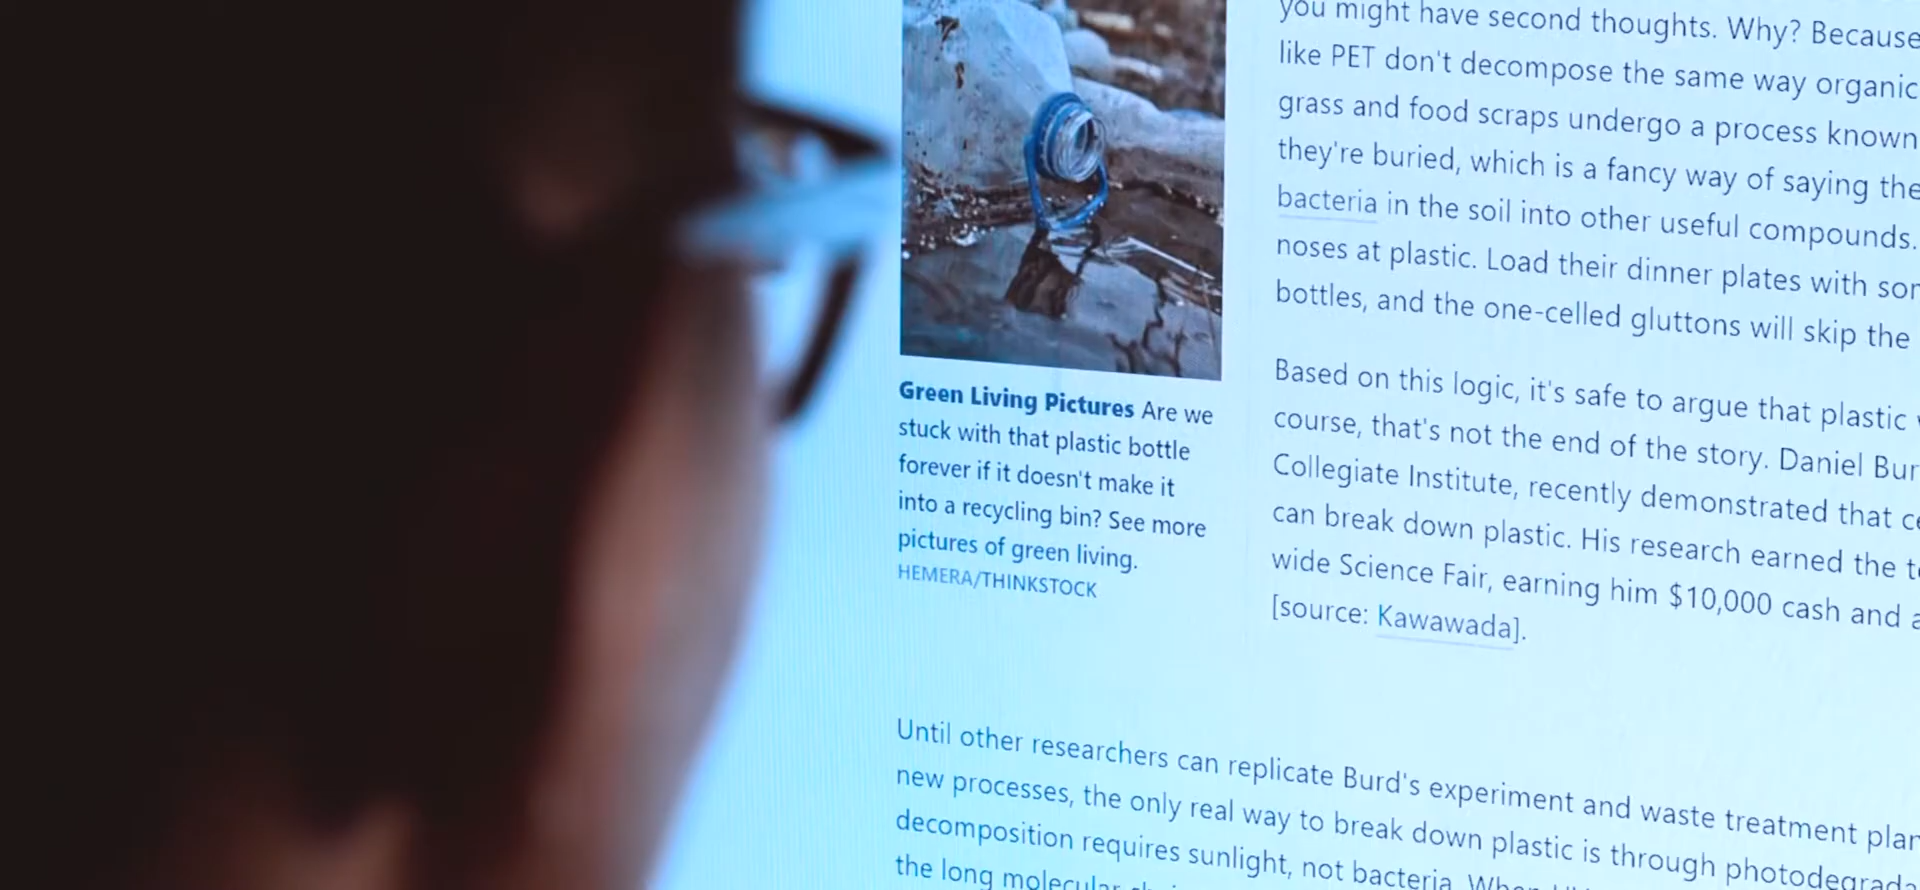 you might have second thoughts. Why? Because
like PET don't decompose the same way organic
grass and food scraps undergo a process known
they're buried, which is a fancy way of saying the
bacteria in the soil into other useful compounds.
noses at plastic. Load their dinner plates with
bottles, and the one-celled gluttons will skip the
Based on this logic, it's safe to argue that plastic
course, that's not the end of the story. Daniel Bur
Collegiate Institute, recently demonstrated that
can break down plastic. His research earned the
wide Science Fair, earning him $10,000 cash and
[source: Kawawada].
Green Living Pictures Are we
stuck with that plastic bottle
forever if it doesn't make it
into a recycling bin? See more
pictures of green living.
HEMERA/THINKSTOCK
Until other researchers can replicate Burd's experiment and waste treatment plan
new processes, the only real way to break down plastic is through photodegrada
decomposition requires sunlight, not bacteria. When
the long molecular